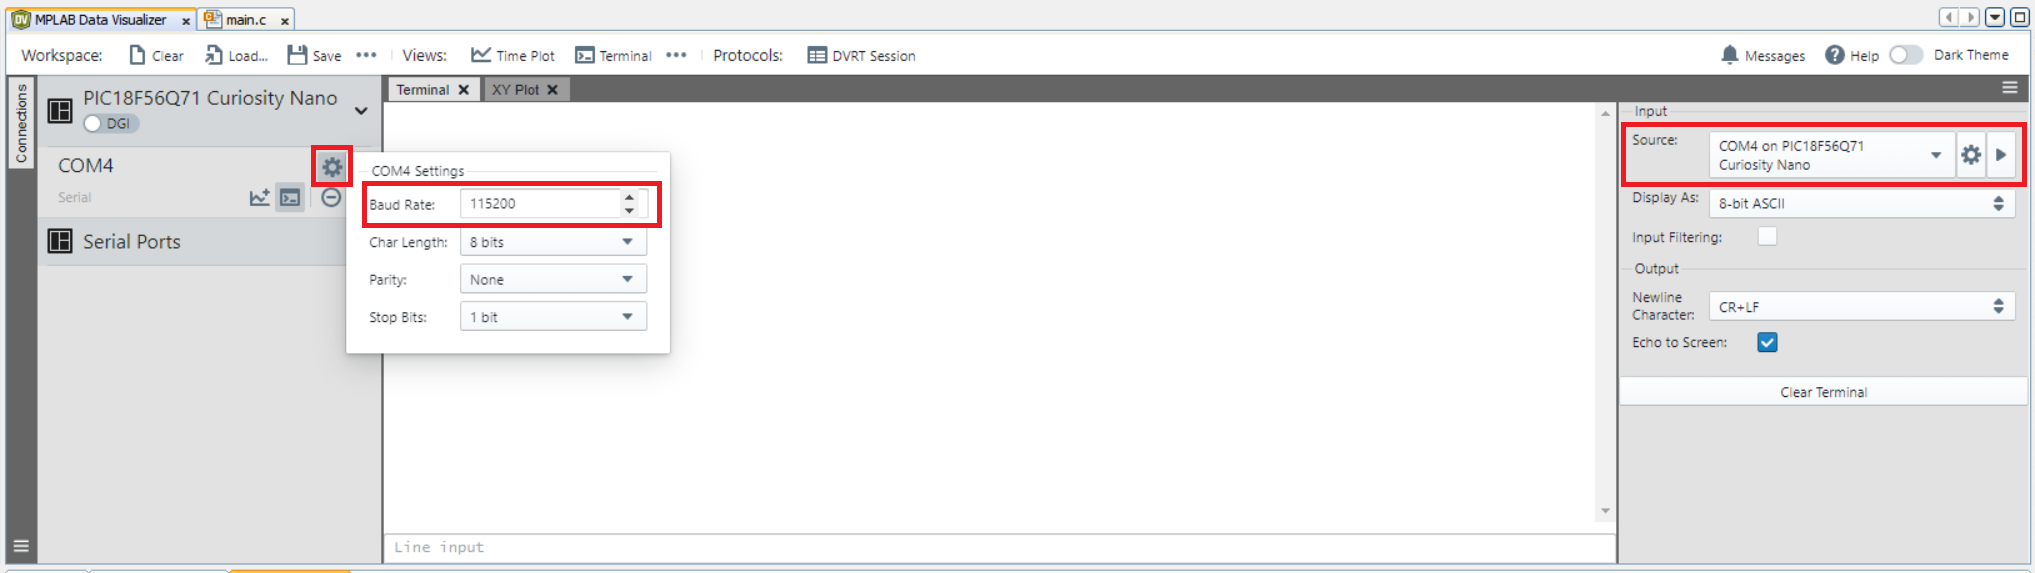 MPLAB Data Visualizer x main.c x
Workspace: Clear Load... Save Views: Time Plot Terminal Protocols: DVRT Session Messages Help Dark Theme
Connections
PIC18F56Q71 Curiosity Nano
DGI
COM4
Serial
Serial Ports
COM4 Settings
Baud Rate: 115200
Char Length: 8 bits
Parity: None
Stop Bits: 1 bit
Terminal XY Plot
Line input
Input
Source: COM4 on PIC18F56Q71
Curiosity Nano
Display As: 8-bit ASCII
Input Filtering:
Output
Newline
Character: CR+LF
Echo to Screen:
Clear Terminal